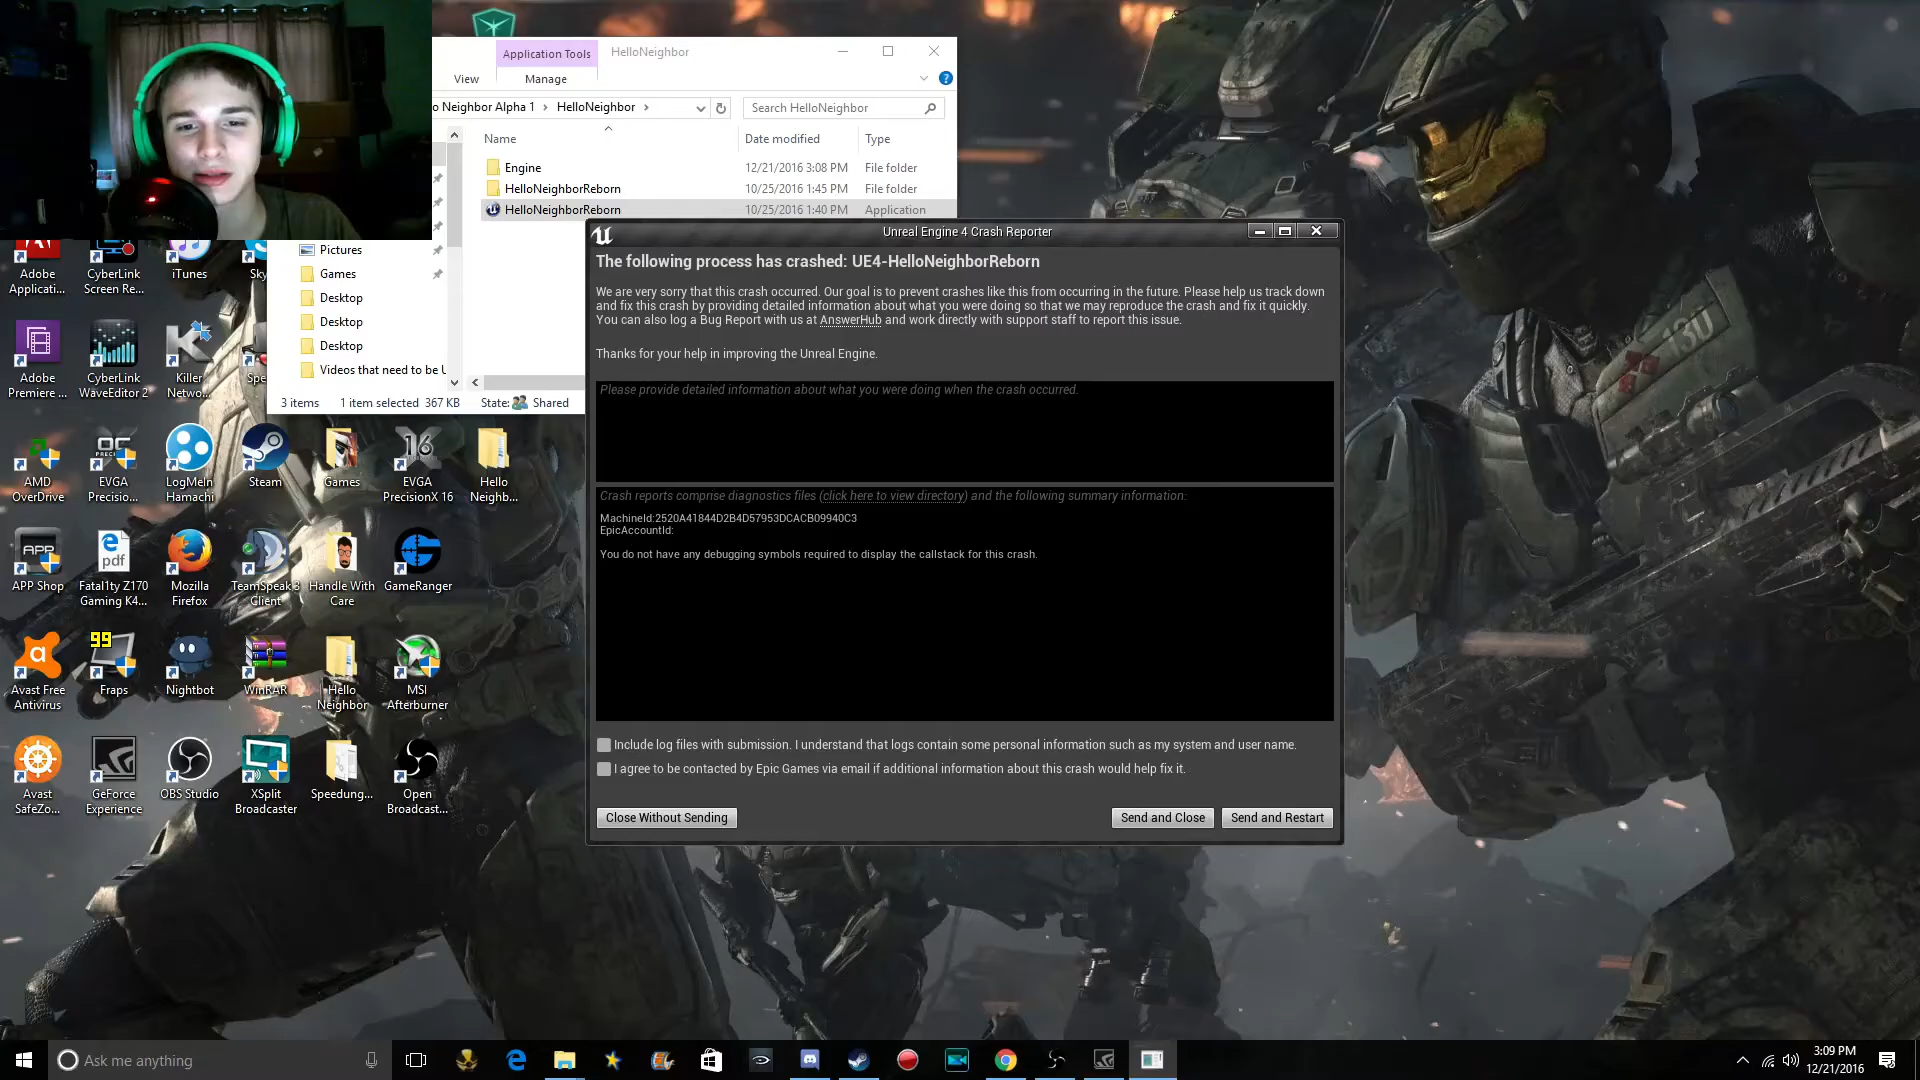 Application Tools
HelloNeighbor
View
Manage
o Neighbor Alpha 1 > HelloNeighbor >
Search HelloNeighbor
Name
Date modified
Type
Engine
12/21/2016 3:08 PM
File folder
HelloNeighborReborn
10/25/2016 1:45 PM
File folder
HelloNeighborReborn
10/25/2016 1:40 PM
Application
Pictures
Games
Desktop
Desktop
Desktop
Videos that need to be U
3 items
1 item selected 367 KB
State:
Shared
Unreal Engine 4 Crash Reporter
The following process has crashed: UE4-HelloNeighborReborn
We are very sorry that this crash occurred. Our goal is to prevent crashes like this from occurring in the future. Please help us track down
and fix this crash by providing detailed information about what you were doing so that we may reproduce the crash and fix it quickly.
You can also log a Bug Report with us at AnswerHub and work directly with support staff to report this issue.
Thanks for your help in improving the Unreal Engine.
Please provide detailed information about what you were doing when the crash occurred.
Crash reports comprise diagnostics files (click here to view directory) and the following summary information:
MachineId:2520A41844D2B4D57953DCACB09940C3
EpicAccountId:
You do not have any debugging symbols required to display the callstack for this crash.
Include log files with submission. I understand that logs contain some personal information such as my system and user name.
I agree to be contacted by Epic Games via email if additional information about this crash would help fix it.
Close Without Sending
Send and Close
Send and Restart
Adobe
Applicati...
CyberLink
Screen Re...
iTunes
Sky
Adobe
Premiere ...
CyberLink
WaveEditor 2
Killer
Netwo...
Spe
AMD
OverDrive
EVGA
Precisio...
LogMeIn
Hamachi
Steam
Games
EVGA
PrecisionX 16
Hello
Neighb...
APP Shop
Fatal1ty Z170
Gaming K4...
Mozilla
Firefox
TeamSpeak 3
Client
Handle With
Care
GameRanger
Avast Free
Antivirus
Fraps
Nightbot
WinRAR
Hello
Neighbor
MSI
Afterburner
Avast
SafeZo...
GeForce
Experience
OBS Studio
XSplit
Broadcaster
Speedung...
Open
Broadcast...
OC
PRECISION
16
APP
SHOP
pdf
99
130
Ask me anything
3:09 PM
12/21/2016